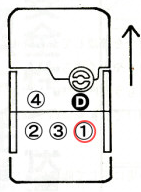 ④ D
② ③ ①